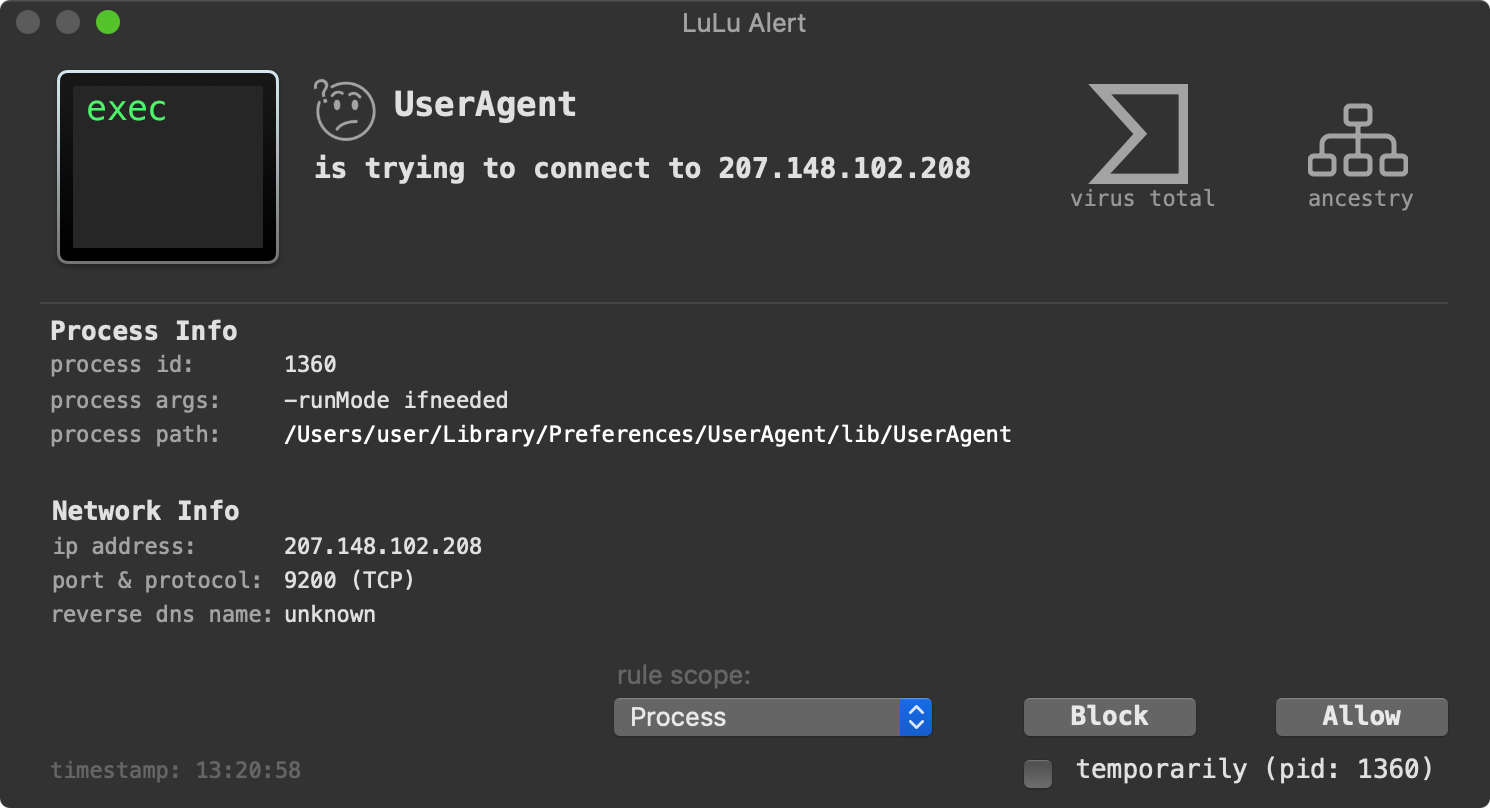 LuLu Alert
exec
UserAgent
is trying to connect to 207.148.102.208
virus total
ancestry
Process Info
process id: 1360
process args: -runMode ifneeded
process path: /Users/user/Library/Preferences/UserAgent/lib/UserAgent
Network Info
ip address: 207.148.102.208
port & protocol: 9200 (TCP)
reverse dns name: unknown
rule scope:
Process
Block
Allow
timestamp: 13:20:58
temporarily (pid: 1360)